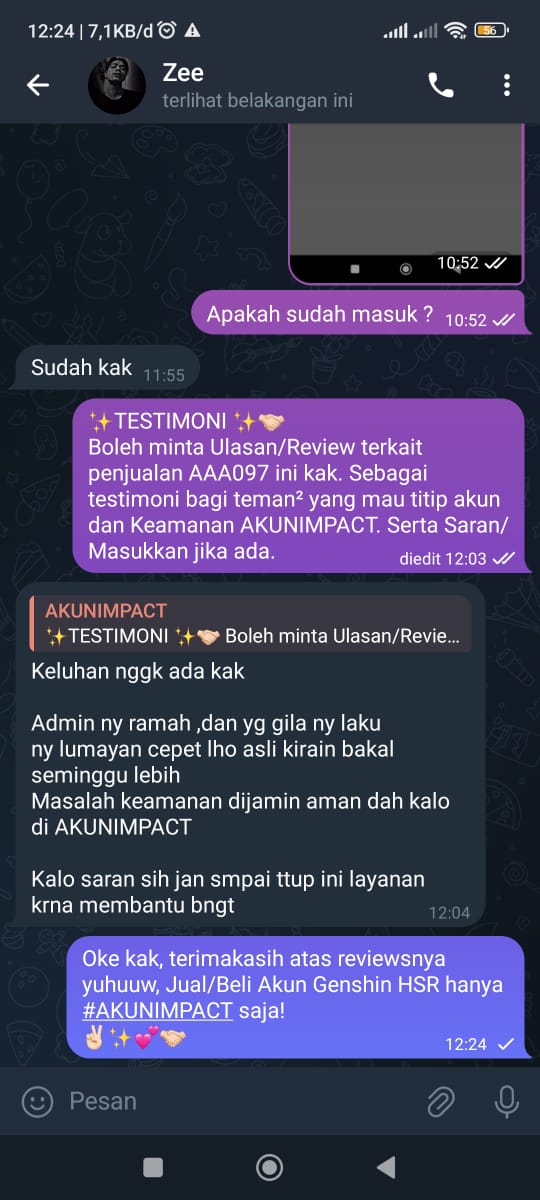 12:24 | 7,1KB/d
56
Zee
terlihat belakangan ini
10:52
Apakah sudah masuk ? 10:52
Sudah kak 11:55
✨TESTIMONI ✨🤝🏻
Boleh minta Ulasan/Review terkait
penjualan AAA097 ini kak. Sebagai
testimoni bagi teman² yang mau titip akun
dan Keamanan AKUNIMPACT. Serta Saran/
Masukkan jika ada. diedit 12:03
AKUNIMPACT
✨TESTIMONI ✨🤝🏻 Boleh minta Ulasan/Revie...
Keluhan nggk ada kak
Admin ny ramah ,dan yg gila ny laku
ny lumayan cepet lho asli kirain bakal
seminggu lebih
Masalah keamanan dijamin aman dah kalo
di AKUNIMPACT
Kalo saran sih jan smpai ttup ini layanan
krna membantu bngt 12:04
Oke kak, terimakasih atas reviewsnya
yuhuuw, Jual/Beli Akun Genshin HSR hanya
#AKUNIMPACT saja!
✌🏻✨💕🤝🏻 12:24
Pesan